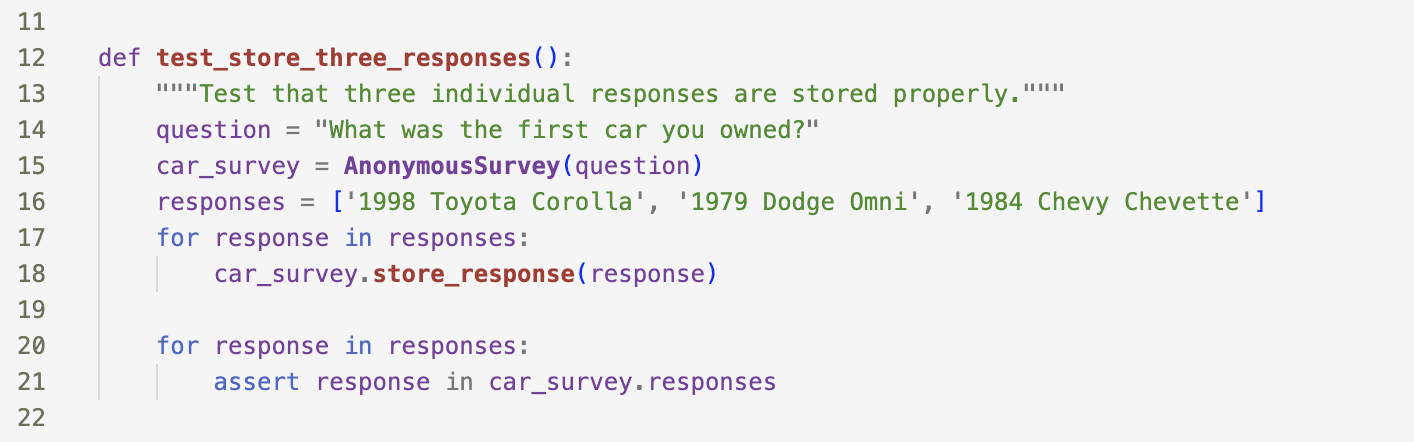 11
12 def test_store_three_responses():
13     """Test that three individual responses are stored properly."""
14     question = "What was the first car you owned?"
15     car_survey = AnonymousSurvey(question)
16     responses = ['1998 Toyota Corolla', '1979 Dodge Omni', '1984 Chevy Chevette']
17     for response in responses:
18         car_survey.store_response(response)
19
20     for response in responses:
21         assert response in car_survey.responses
22